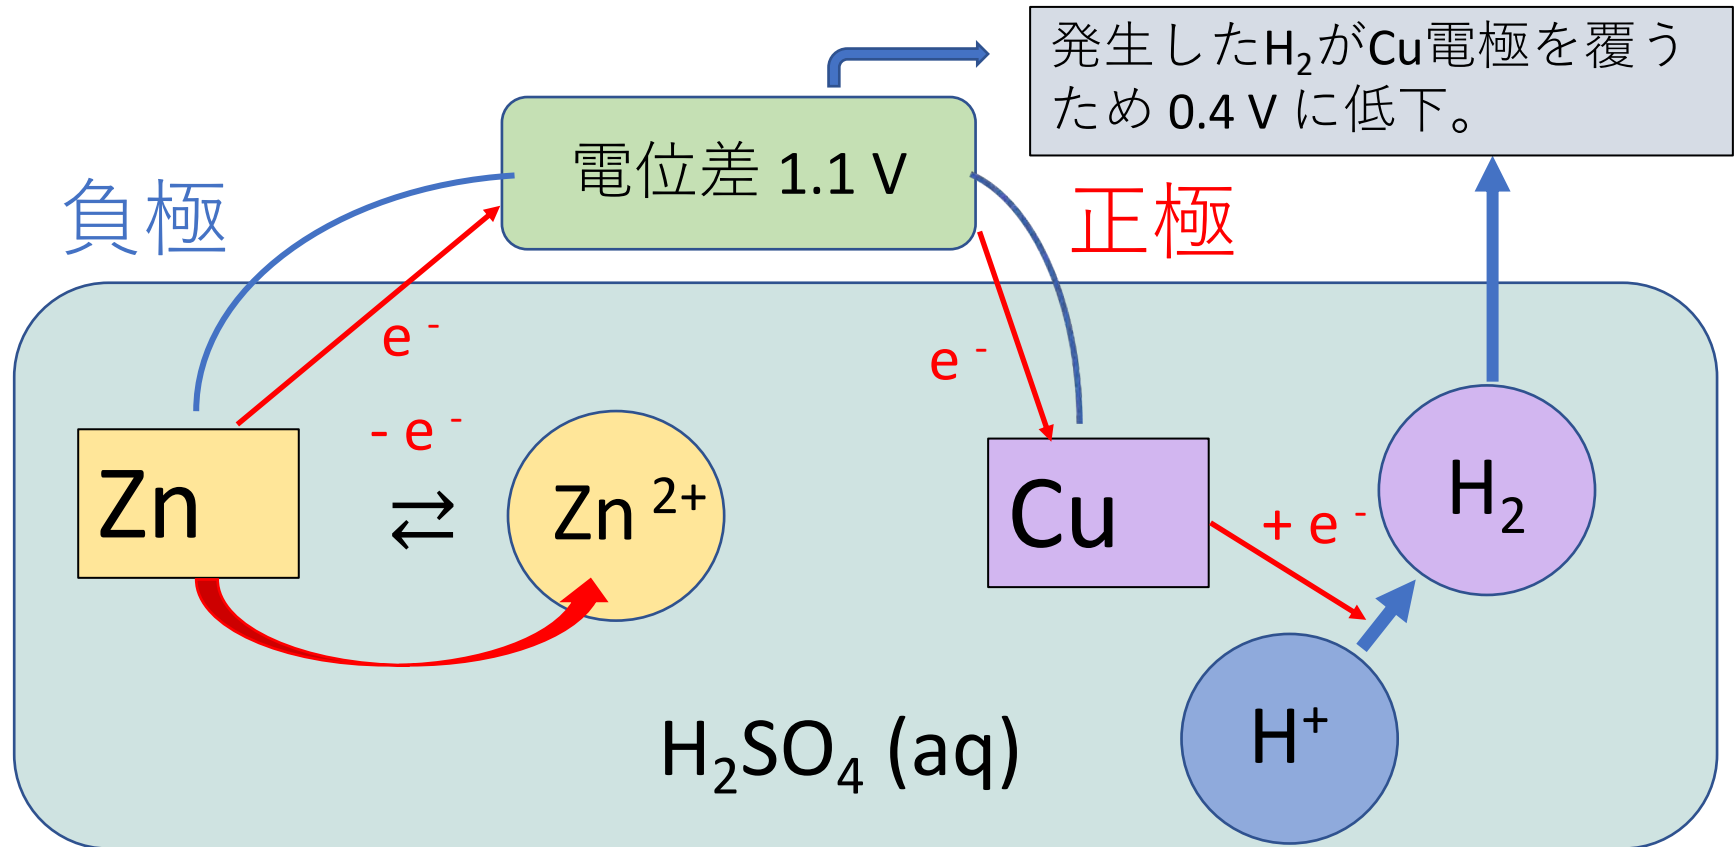 発生したH₂がCu電極を覆う
ため 0.4 V に低下。
電位差 1.1 V
負極
正極
e⁻
e⁻
- e⁻
Zn
⇄
Zn²⁺
Cu
H₂
+ e⁻
H⁺
H₂SO₄ (aq)